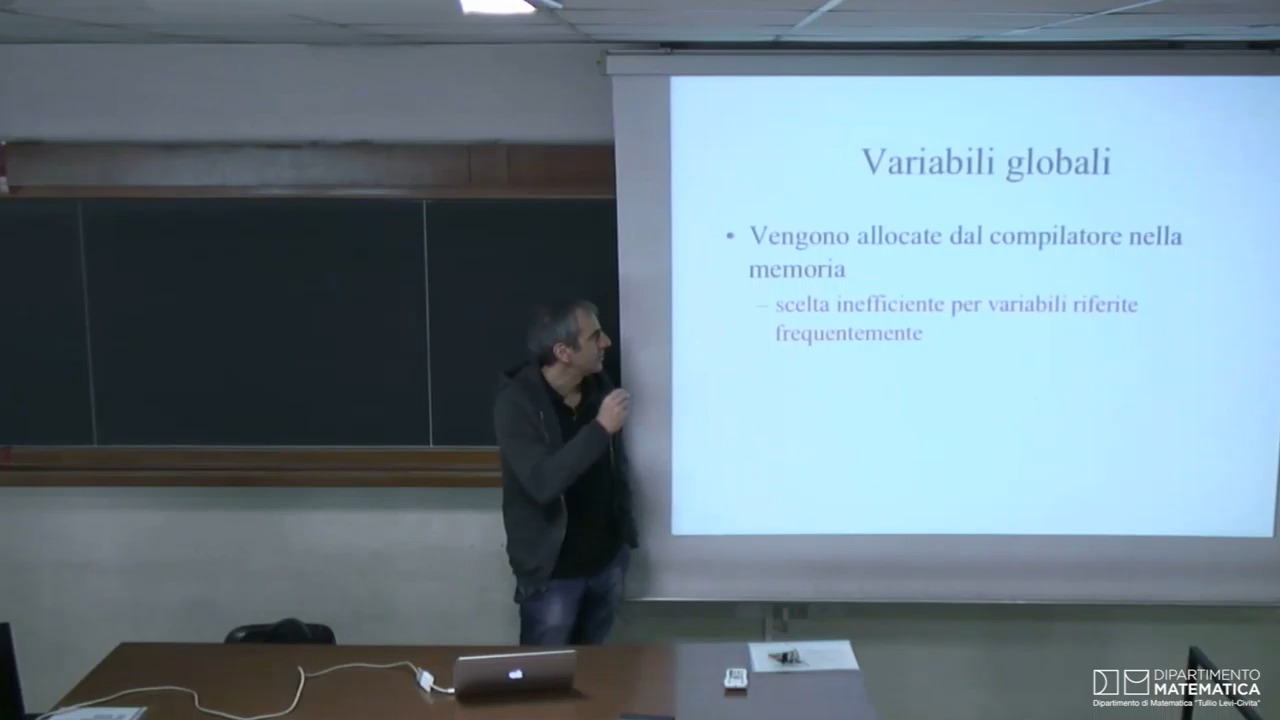 Variabili globali
• Vengono allocate dal compilatore nella
memoria
– scelta inefficiente per variabili riferite
frequentemente
DIPARTIMENTO
MATEMATICA
Dipartimento di Matematica "Tullio Levi-Civita"